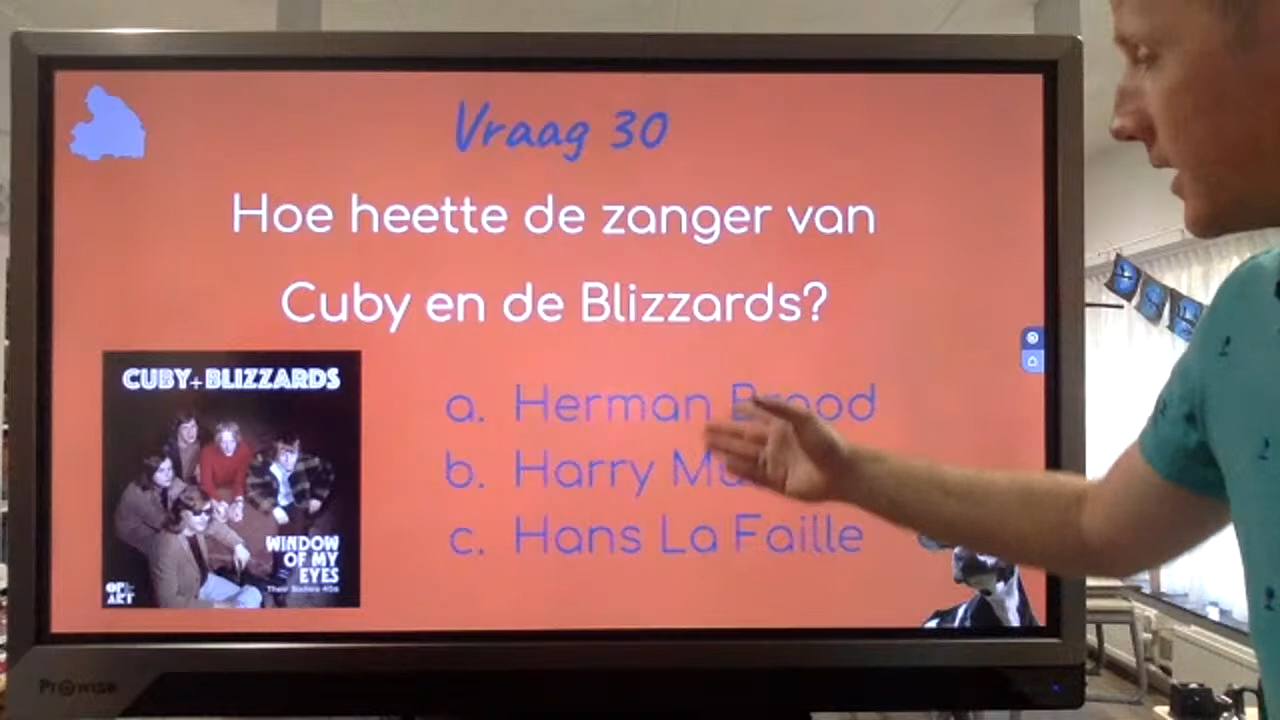 Vraag 30
Hoe heette de zanger van
Cuby en de Blizzards?
CUBY+BLIZZARDS
WINDOW
OF MY
EYES
a. Herman
b. Harry
c. Hans La Faille
Prowise